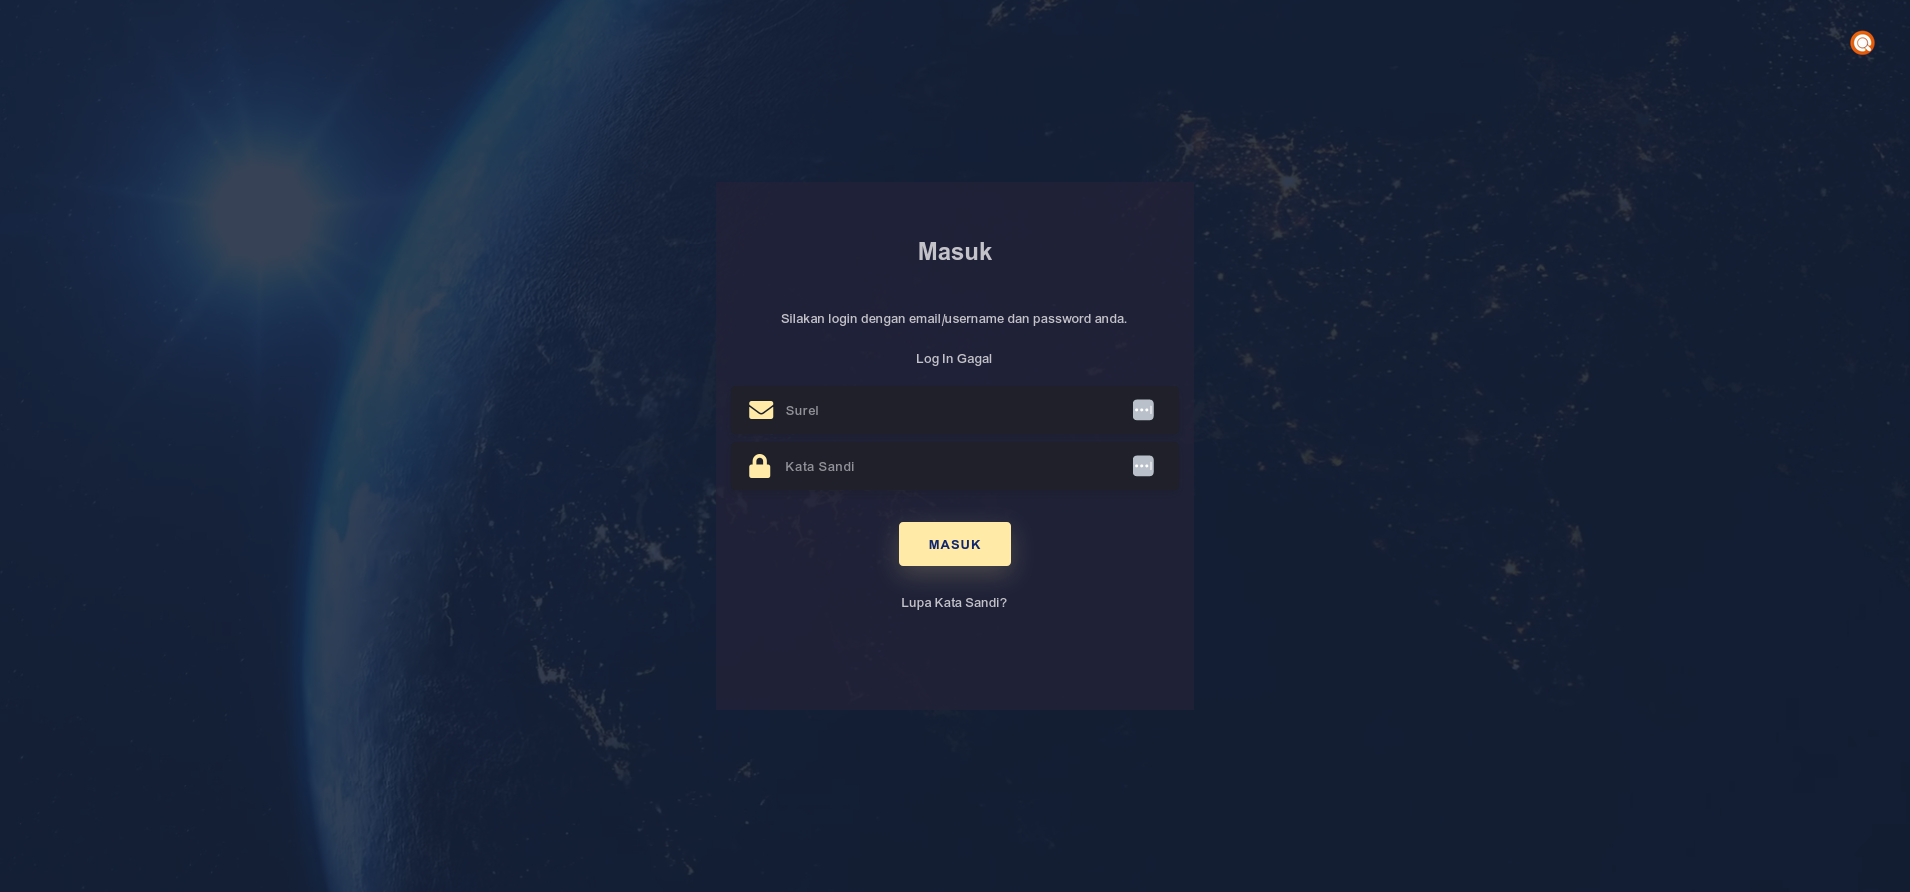 Masuk
Silakan login dengan email/username dan password anda.
Log In Gagal
Surel
Kata Sandi
MASUK
Lupa Kata Sandi?